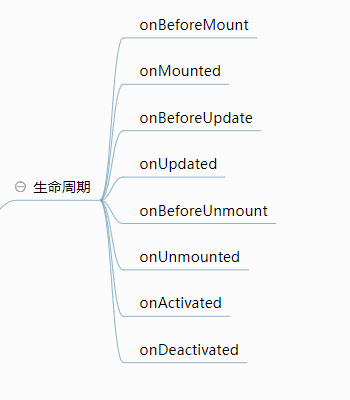 onBeforeMount
onMounted
onBeforeUpdate
onUpdated
生命周期
onBeforeUnmount
onUnmounted
onActivated
onDeactivated